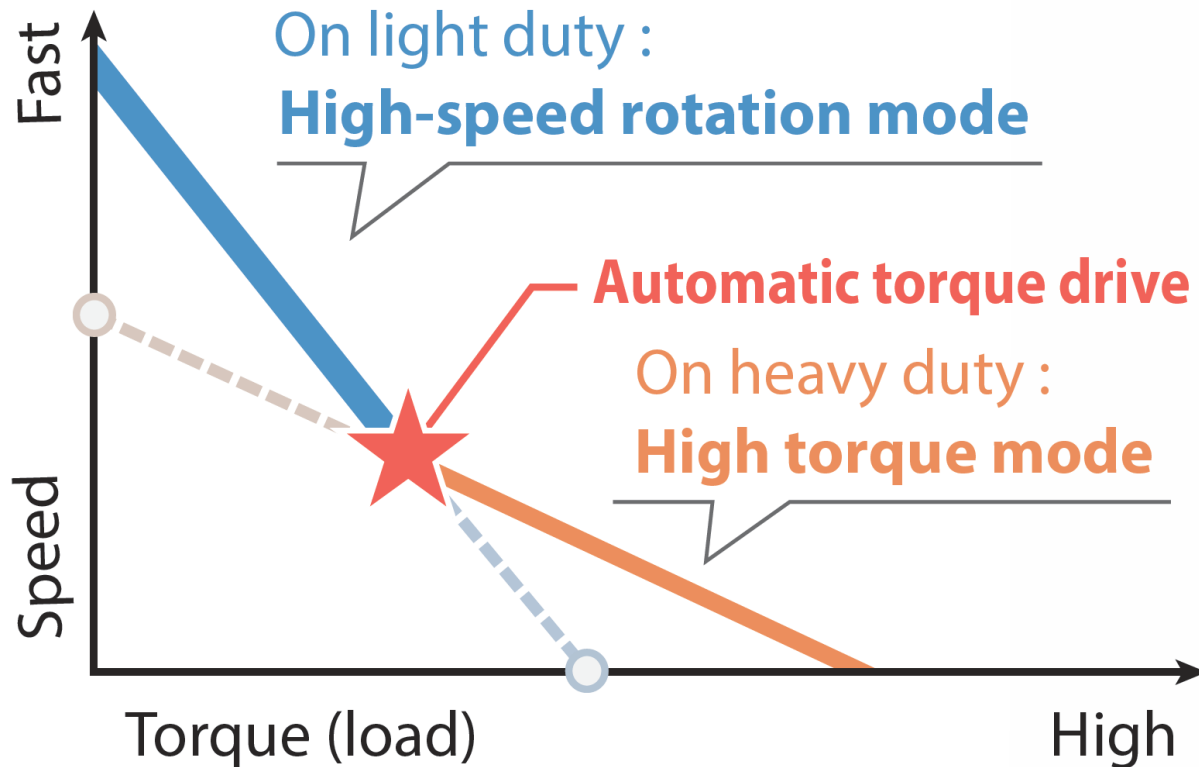 Fast
Speed
On light duty :
High-speed rotation mode
Automatic torque drive
On heavy duty :
High torque mode
Torque (load)
High